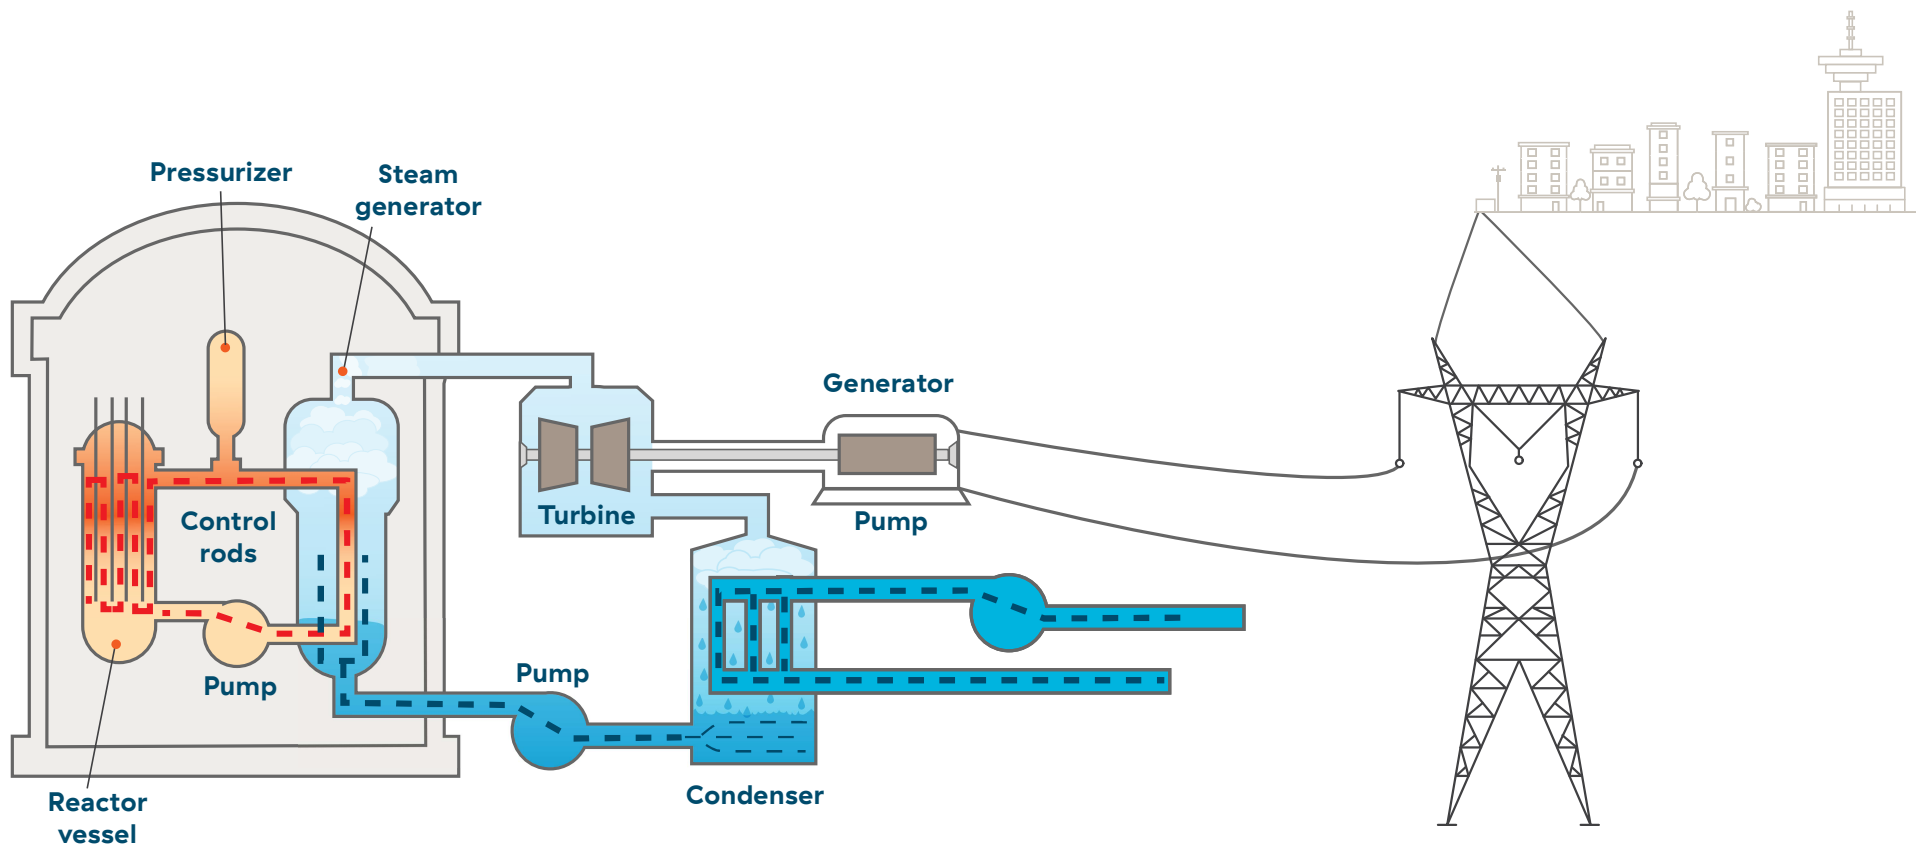 Pressurizer
Steam
generator
Generator
Control
rods
Turbine
Pump
Pump
Pump
Condenser
Reactor
vessel